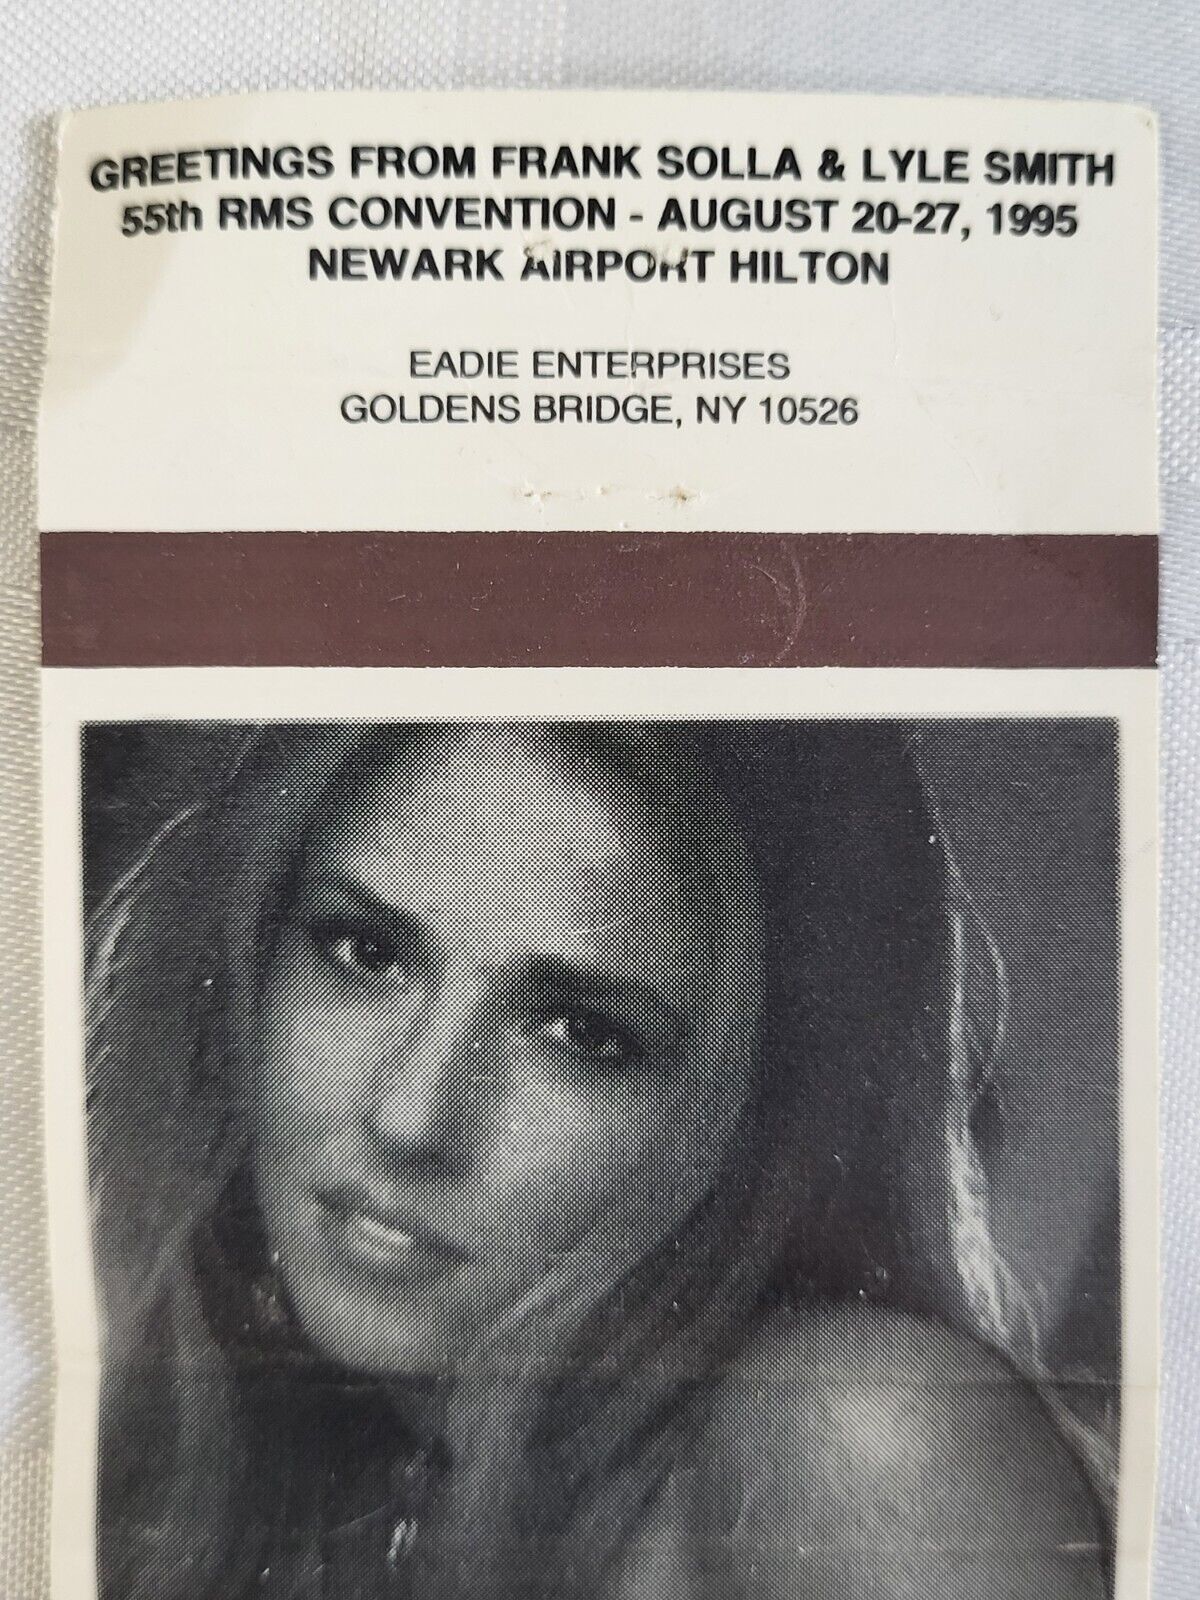 GREETINGS FROM FRANK SOLLA & LYLE SMITH
55th RMS CONVENTION - AUGUST 20-27, 1995
NEWARK AIRPORT HILTON
EADIE ENTERPRISES
GOLDENS BRIDGE, NY 10526